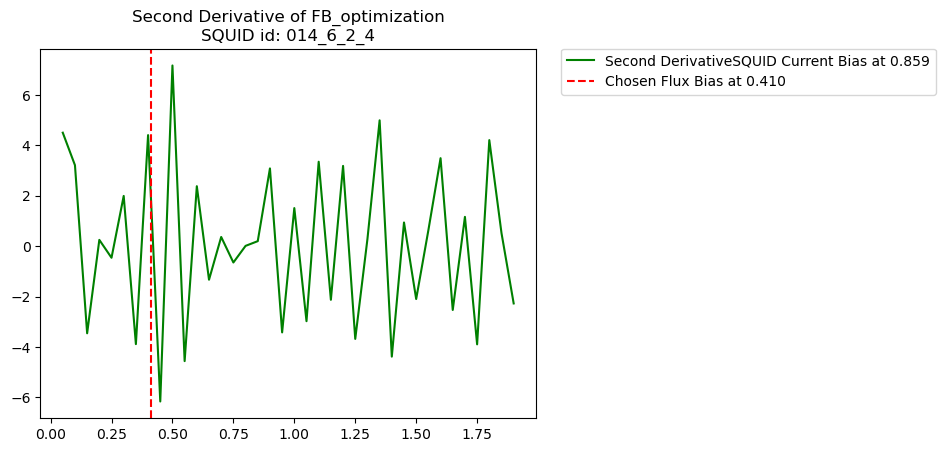 Second Derivative of FB_optimization
SQUID id: 014_6_2_4
Second DerivativeSQUID Current Bias at 0.859
Chosen Flux Bias at 0.410
6
4
2
0
−2
−4
−6
0.00 0.25 0.50 0.75 1.00 1.25 1.50 1.75